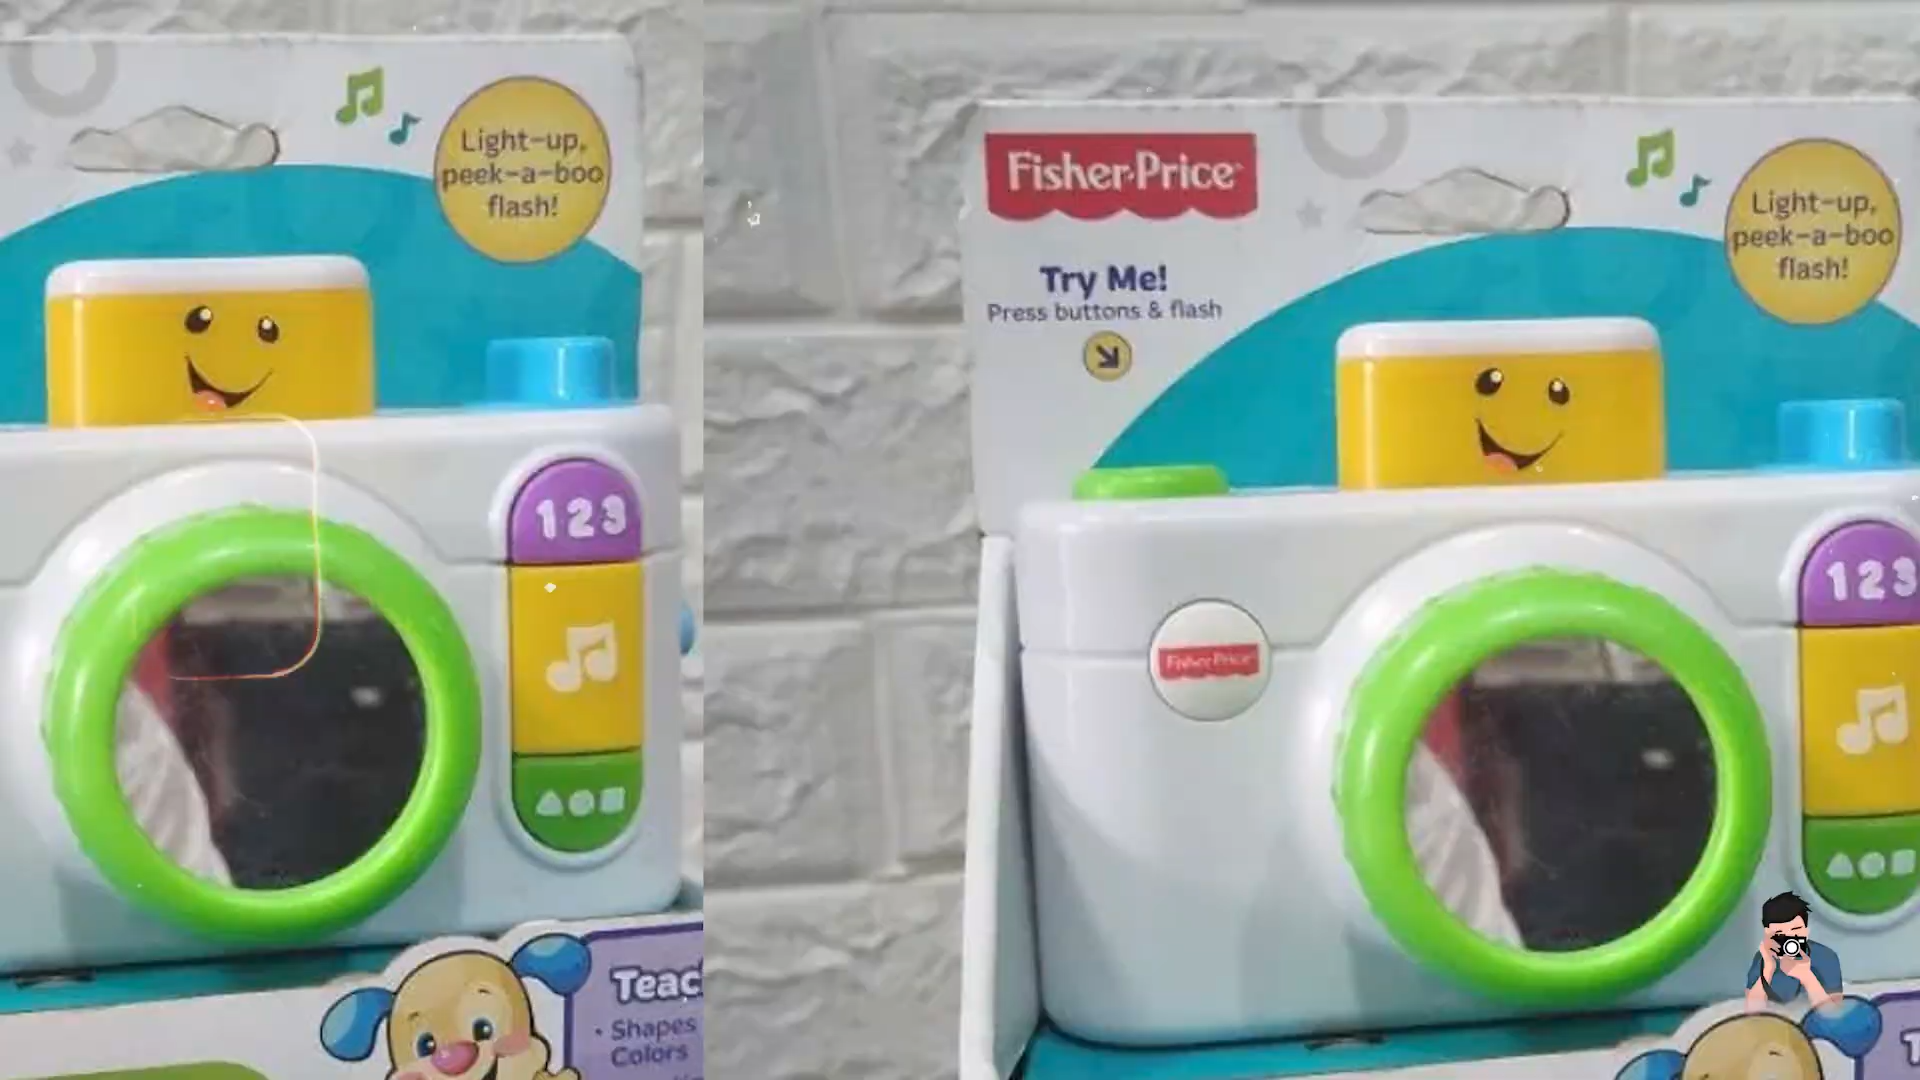 Light-up,
peek-a-boo
flash!
123
Teac
• Shapes
Colors
Fisher-Price
Try Me!
Press buttons & flash
Light-up,
peek-a-boo
flash!
Fisher-Price
123